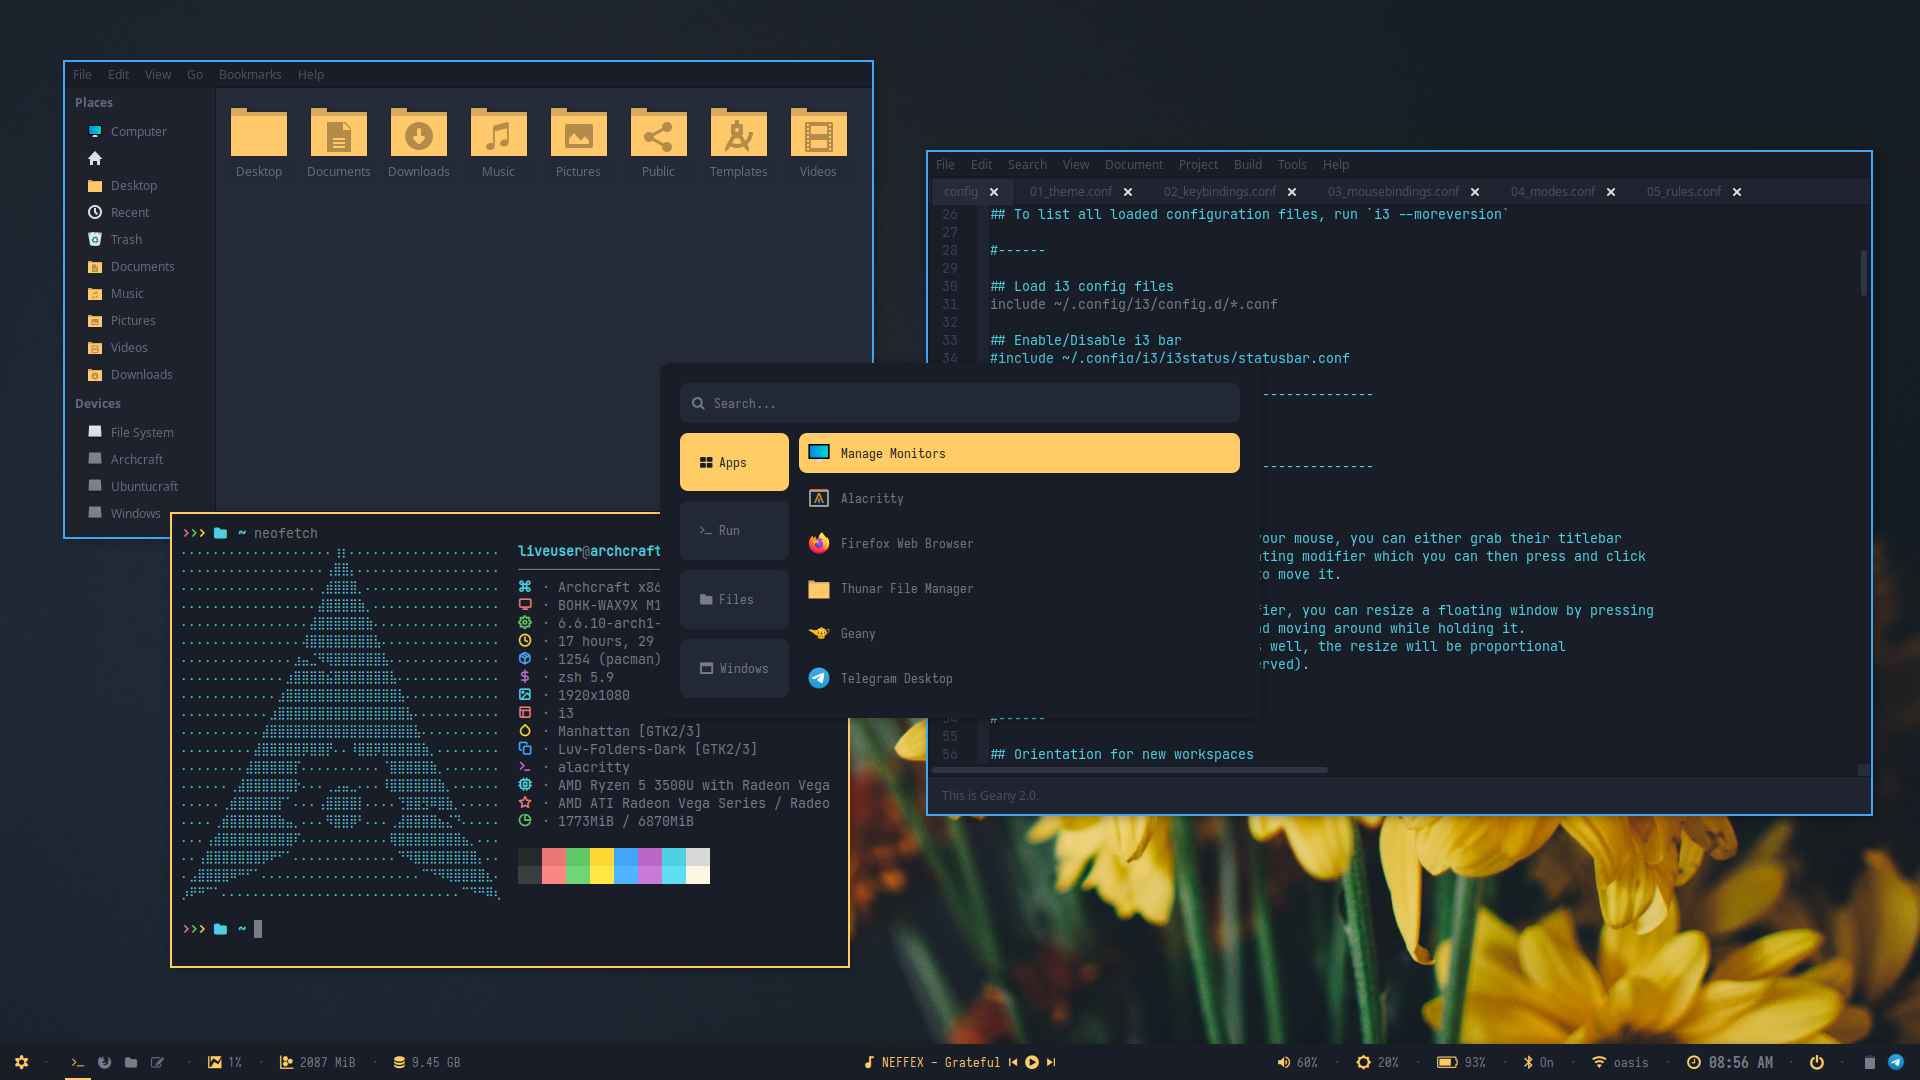 File Edit View Go Bookmarks Help
Places
Computer
Desktop
Recent
Trash
Documents
Music
Pictures
Videos
Downloads
Devices
File System
Archcraft
Ubuntucraft
Windows
Desktop Documents Downloads Music Pictures Public Templates Videos
File Edit Search View Document Project Build Tools Help
config 01_theme.conf 02_keybindings.conf 03_mousebindings.conf 04_modes.conf 05_rules.conf
26 ## To list all loaded configuration files, run `i3 --moreversion`
27
28 #------
29
30 ## Load i3 config files
31 include ~/.config/i3/config.d/*.conf
32
33 ## Enable/Disable i3 bar
34 #include ~/.config/i3/i3status/statusbar.conf
--------------
--------------
your mouse, you can either grab their titlebar
ating modifier which you can then press and click
to move it.
fier, you can resize a floating window by pressing
nd moving around while holding it.
s well, the resize will be proportional
erved).
54 #------
55
56 ## Orientation for new workspaces
This is Geany 2.0.
Search...
Apps
Run
Files
Windows
Manage Monitors
Alacritty
Firefox Web Browser
Thunar File Manager
Geany
Telegram Desktop
>>> ~ neofetch
liveuser@archcraft
· Archcraft x86
· BOHK-WAX9X M1
· 6.6.10-arch1-
· 17 hours, 29
· 1254 (pacman)
· zsh 5.9
· 1920x1080
· i3
· Manhattan [GTK2/3]
· Luv-Folders-Dark [GTK2/3]
· alacritty
· AMD Ryzen 5 3500U with Radeon Vega
· AMD ATI Radeon Vega Series / Radeo
· 1773MiB / 6870MiB
>>> ~
1% · 2087 MiB · 9.45 GB
NEFFEX - Grateful
60% · 20% · 93% · On · oasis · 08:56 AM